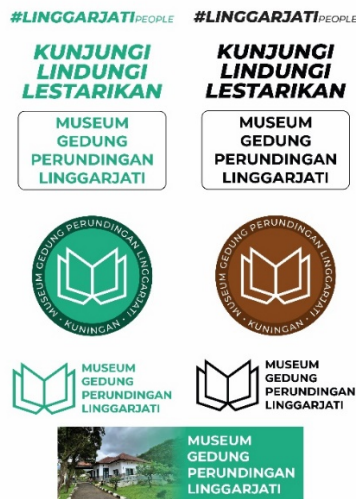 #LINGGARJATIPEOPLE #LINGGARJATIPEOPLE
KUNJUNGI
LINDUNGI
LESTARIKAN
KUNJUNGI
LINDUNGI
LESTARIKAN
MUSEUM
GEDUNG
PERUNDINGAN
LINGGARJATI
MUSEUM
GEDUNG
PERUNDINGAN
LINGGARJATI
MUSEUM GEDUNG PERUNDINGAN LINGGARJATI
• KUNINGAN •
MUSEUM GEDUNG PERUNDINGAN LINGGARJATI
• KUNINGAN •
MUSEUM
GEDUNG
PERUNDINGAN
LINGGARJATI
MUSEUM
GEDUNG
PERUNDINGAN
LINGGARJATI
MUSEUM
GEDUNG
PERUNDINGAN
LINGGARJATI